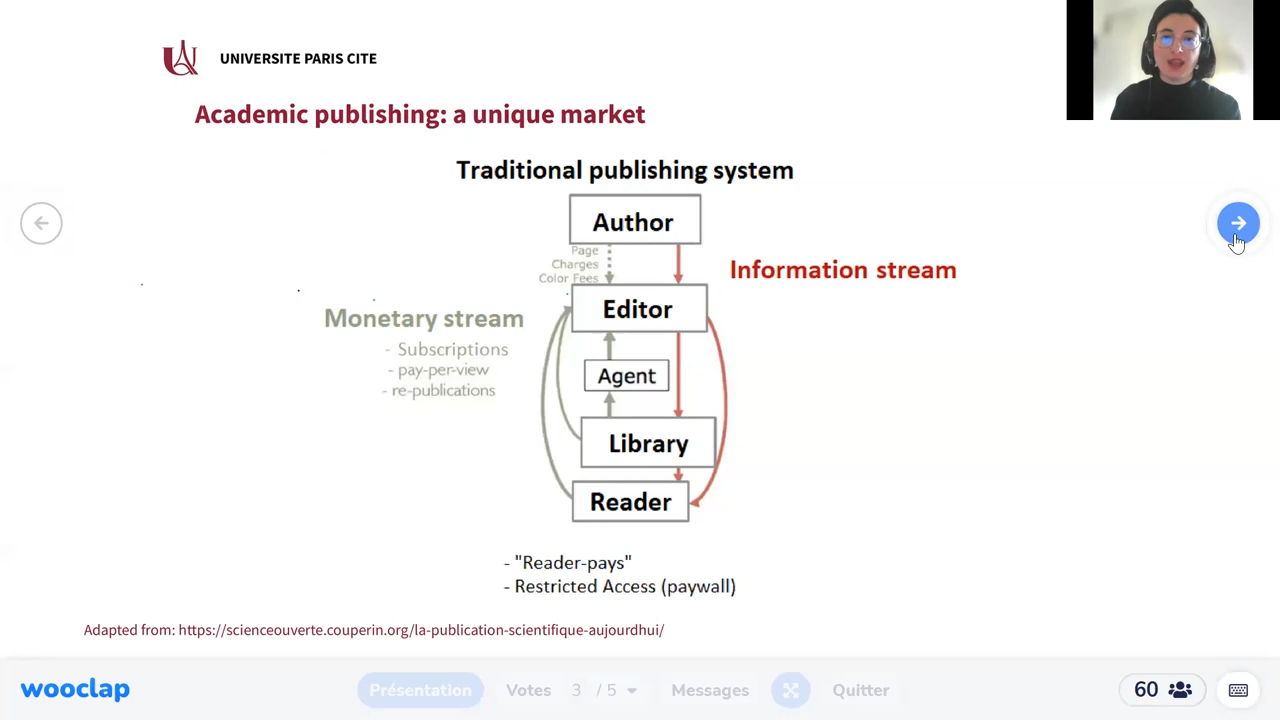 UNIVERSITE PARIS CITE
Academic publishing: a unique market
Traditional publishing system
Author
Page
Charges
Color Fees
Information stream
Editor
Monetary stream
- Subscriptions
- pay-per-view
- re-publications
Agent
Library
Reader
- "Reader-pays"
- Restricted Access (paywall)
Adapted from: https://scienceouverte.couperin.org/la-publication-scientifique-aujourdhui/
wooclap
Présentation
Votes
3 / 5
Messages
Quitter
60